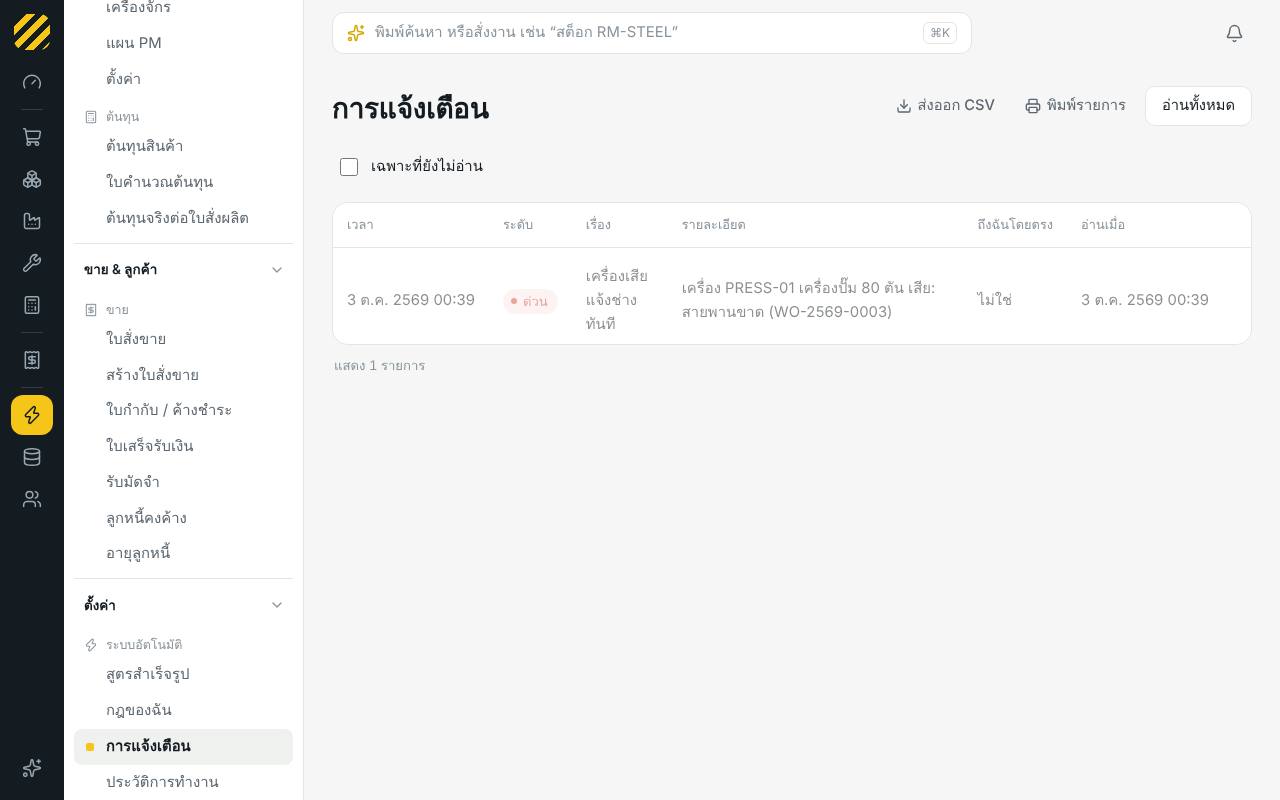 เครื่องจักร
แผน PM
ตั้งค่า
ต้นทุน
ต้นทุนสินค้า
ใบคำนวณต้นทุน
ต้นทุนจริงต่อใบสั่งผลิต
ขาย & ลูกค้า
ขาย
ใบสั่งขาย
สร้างใบสั่งขาย
ใบกำกับ / ค้างชำระ
ใบเสร็จรับเงิน
รับมัดจำ
ลูกหนี้คงค้าง
อายุลูกหนี้
ตั้งค่า
ระบบอัตโนมัติ
สูตรสำเร็จรูป
กฎของฉัน
การแจ้งเตือน
ประวัติการทำงาน
พิมพ์ค้นหา หรือสั่งงาน เช่น “สต็อก RM-STEEL” ⌘K
การแจ้งเตือน
ส่งออก CSV พิมพ์รายการ อ่านทั้งหมด
เฉพาะที่ยังไม่อ่าน
เวลา ระดับ เรื่อง รายละเอียด ถึงฉันโดยตรง อ่านเมื่อ
3 ต.ค. 2569 00:39
ด่วน
เครื่องเสีย
แจ้งช่าง
ทันที
เครื่อง PRESS-01 เครื่องปั๊ม 80 ตัน เสีย:
สายพานขาด (WO-2569-0003)
ไม่ใช่
3 ต.ค. 2569 00:39
แสดง 1 รายการ